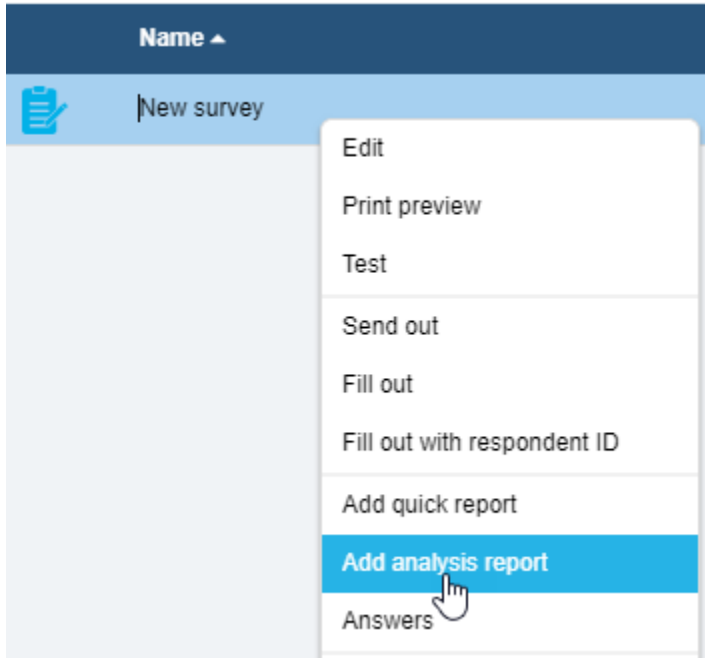 Name
New survey
Edit
Print preview
Test
Send out
Fill out
Fill out with respondent ID
Add quick report
Add analysis report
Answers